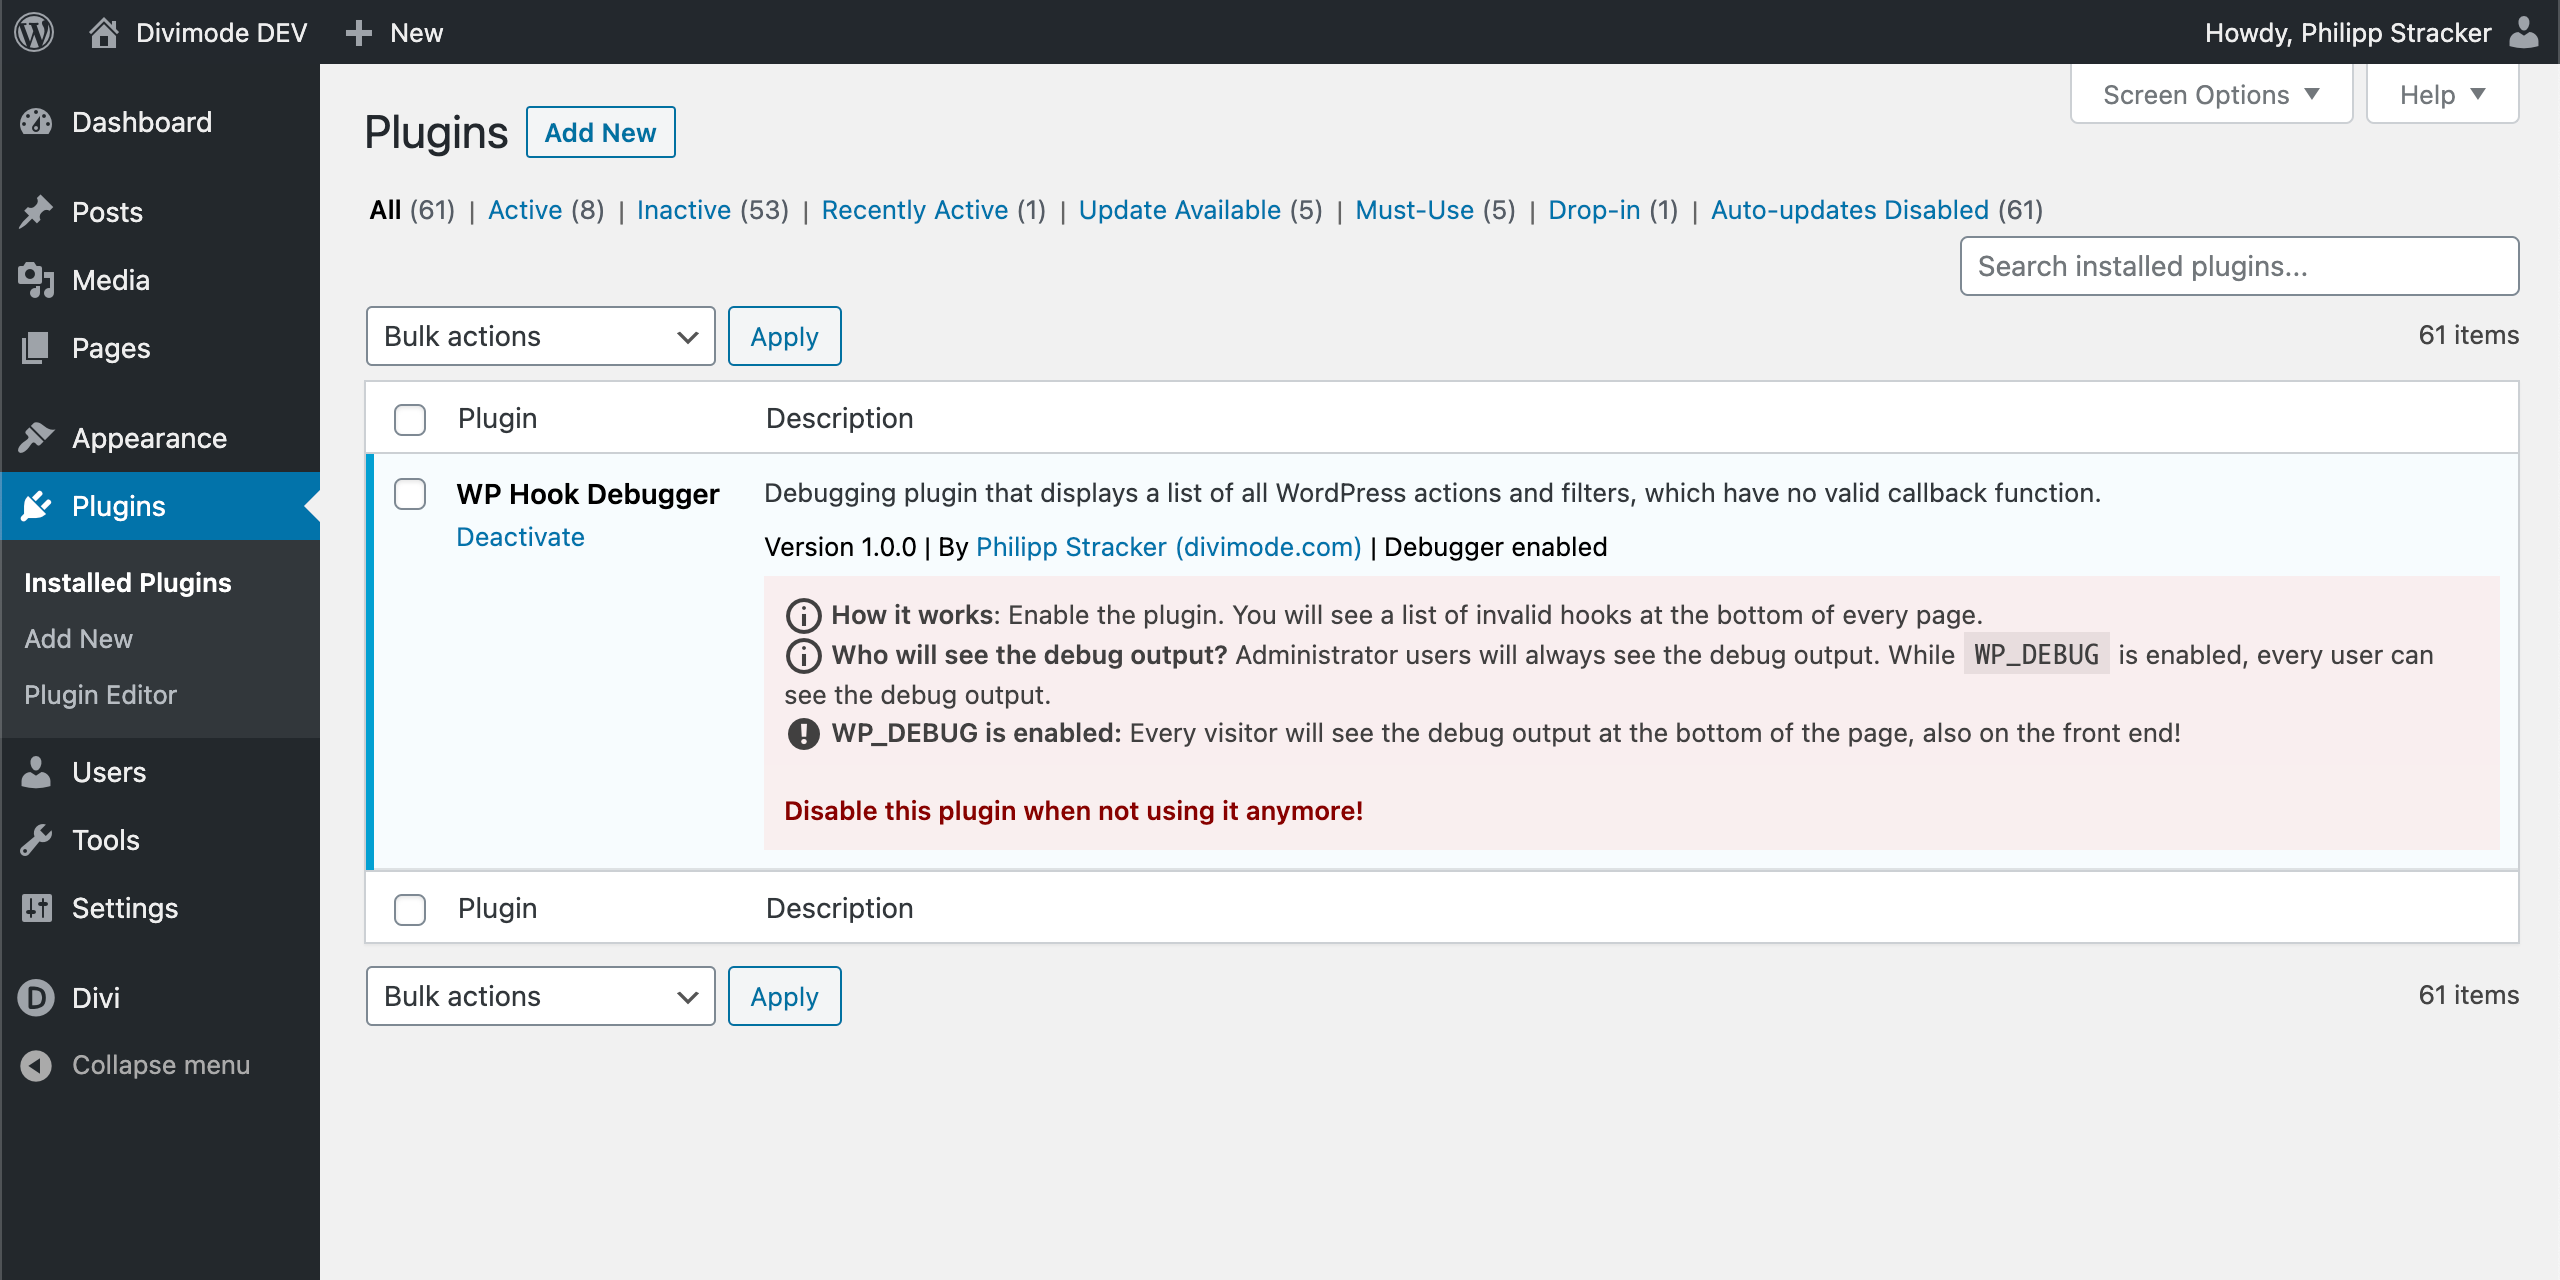 Divimode DEV
New
Howdy, Philipp Stracker
Dashboard
Posts
Media
Pages
Appearance
Plugins
Installed Plugins
Add New
Plugin Editor
Users
Tools
Settings
Divi
Collapse menu
Screen Options
Help
Plugins
Add New
All (61) | Active (8) | Inactive (53) | Recently Active (1) | Update Available (5) | Must-Use (5) | Drop-in (1) | Auto-updates Disabled (61)
Search installed plugins...
Bulk actions
Apply
61 items
Plugin
Description
WP Hook Debugger
Deactivate
Debugging plugin that displays a list of all WordPress actions and filters, which have no valid callback function.
Version 1.0.0 | By Philipp Stracker (divimode.com) | Debugger enabled
How it works: Enable the plugin. You will see a list of invalid hooks at the bottom of every page.
Who will see the debug output? Administrator users will always see the debug output. While WP_DEBUG is enabled, every user can
see the debug output.
WP_DEBUG is enabled: Every visitor will see the debug output at the bottom of the page, also on the front end!
Disable this plugin when not using it anymore!
Plugin
Description
Bulk actions
Apply
61 items